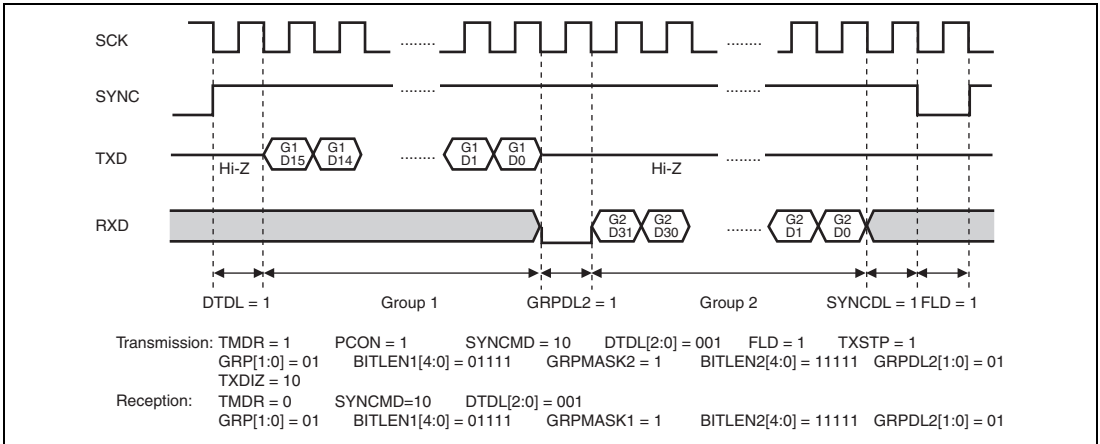 SCK
........ ........
SYNC
........ ........
TXD
Hi-Z
G1 D15
G1 D14
........
G1 D1
G1 D0
Hi-Z
........
RXD
G2 D31
G2 D30
........
G2 D1
G2 D0
DTDL = 1 Group 1 GRPDL2 = 1 Group 2 SYNCDL = 1 FLD = 1
Transmission: TMDR = 1 PCON = 1 SYNCMD = 10 DTDL[2:0] = 001 FLD = 1 TXSTP = 1
GRP[1:0] = 01 BITLEN1[4:0] = 01111 GRPMASK2 = 1 BITLEN2[4:0] = 11111 GRPDL2[1:0] = 01
TXDIZ = 10
Reception: TMDR = 0 SYNCMD=10 DTDL[2:0] = 001
GRP[1:0] = 01 BITLEN1[4:0] = 01111 GRPMASK1 = 1 BITLEN2[4:0] = 11111 GRPDL2[1:0] = 01